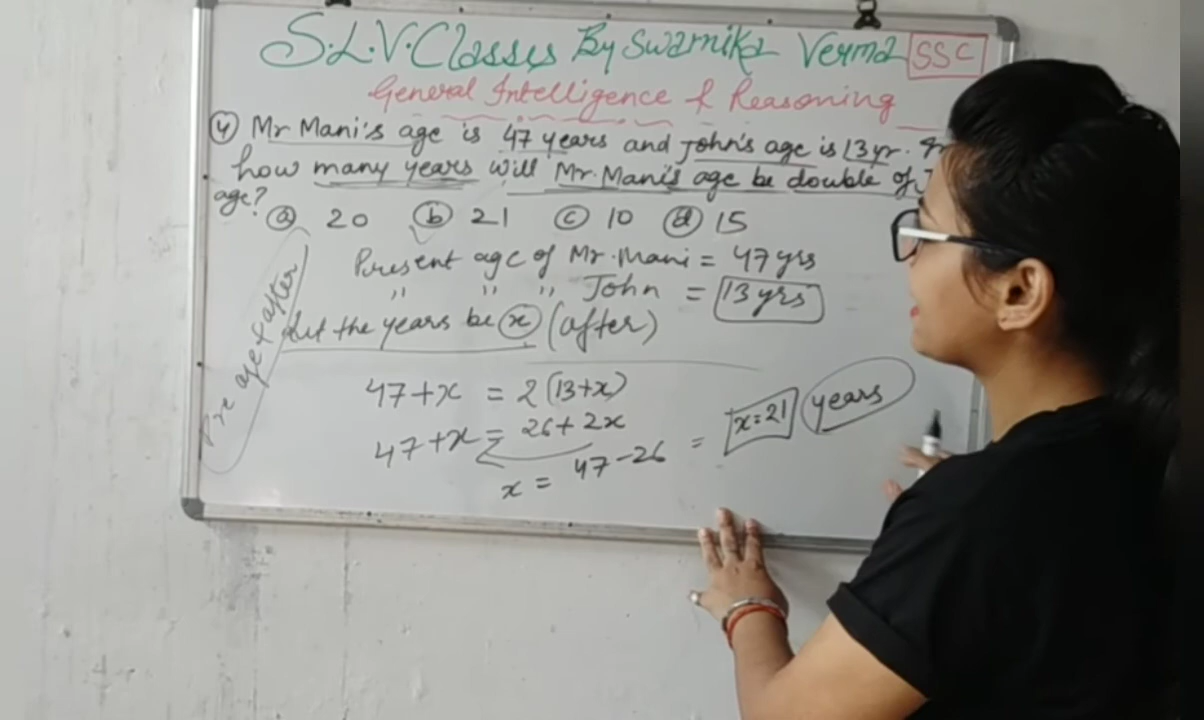 S.L.V. Classes By Swarnika Verma SSC
General Intelligence & Reasoning
4 Mr Mani's age is 47 years and John's age is 13 yr.
how many years will Mr. Mani's age be double of
age?
a 20 b 21 c 10 d 15
Present age of Mr. Mani = 47 yrs
" " " John = 13 yrs
Let the years be x (after)
Pre age & after
47+x = 2(13+x)
47+x = 26+2x
x = 47-26 = x=21 years